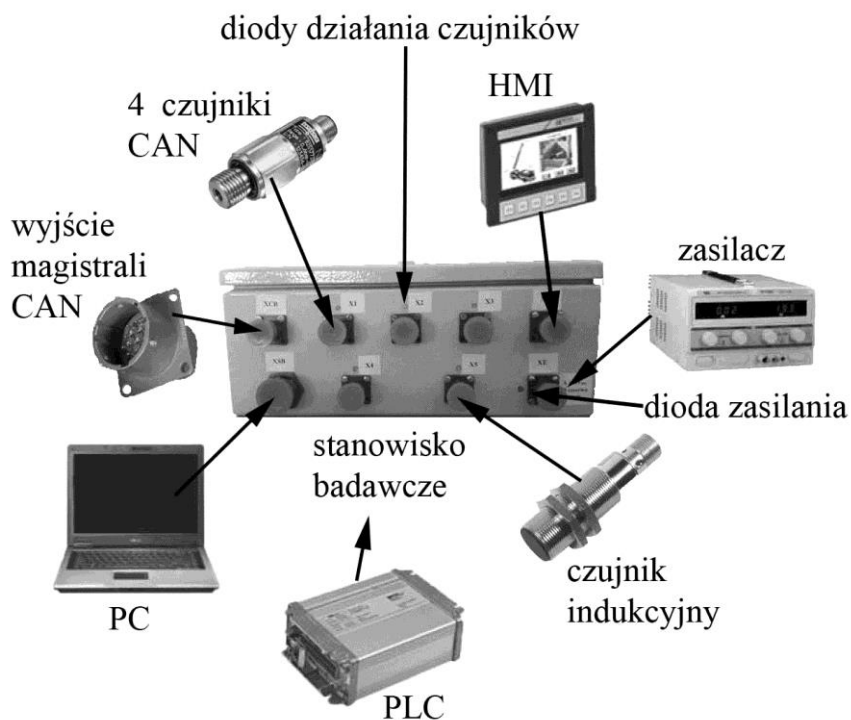 diody działania czujników
HMI
4 czujniki
CAN
wyjście
magistrali
CAN
zasilacz
XCB
X1
X2
X3
XSB
X4
X5
XE
dioda zasilania
stanowisko
badawcze
czujnik
indukcyjny
PC
PLC